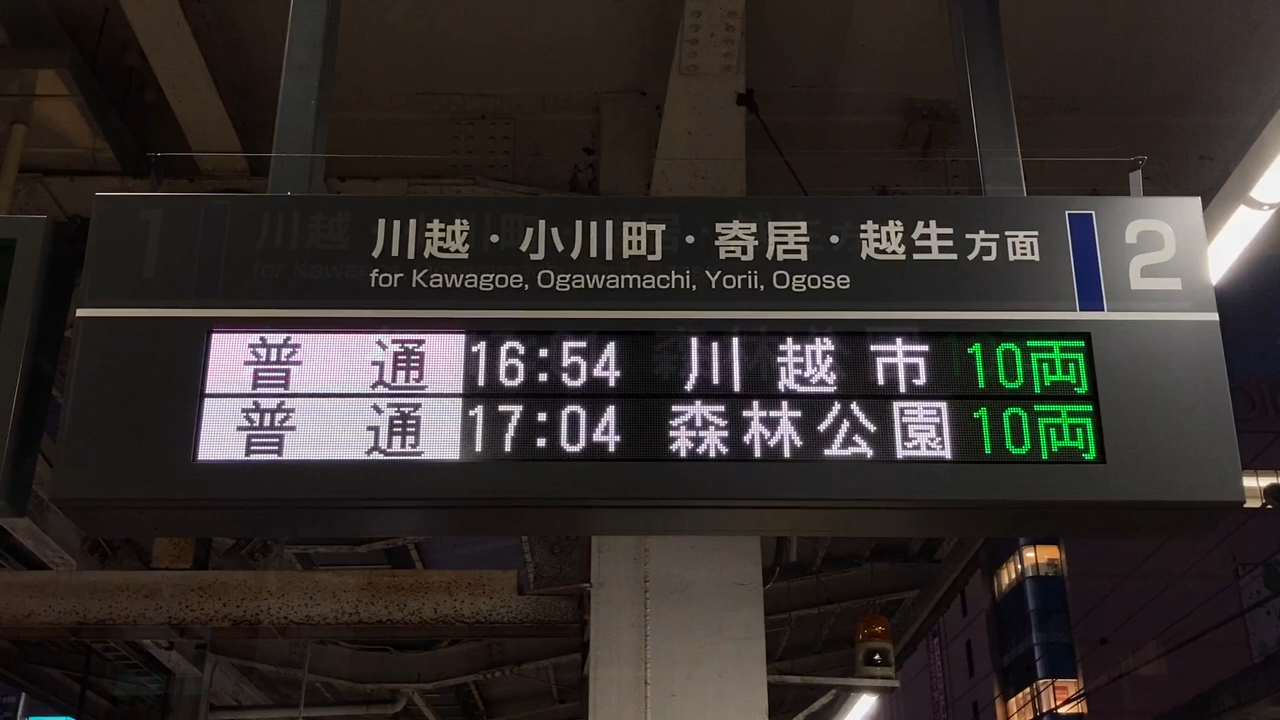 川越・小川町・寄居・越生方面 2
for Kawagoe, Ogawamachi, Yorii, Ogose
普通 16:54 川越市 10両
普通 17:04 森林公園 10両